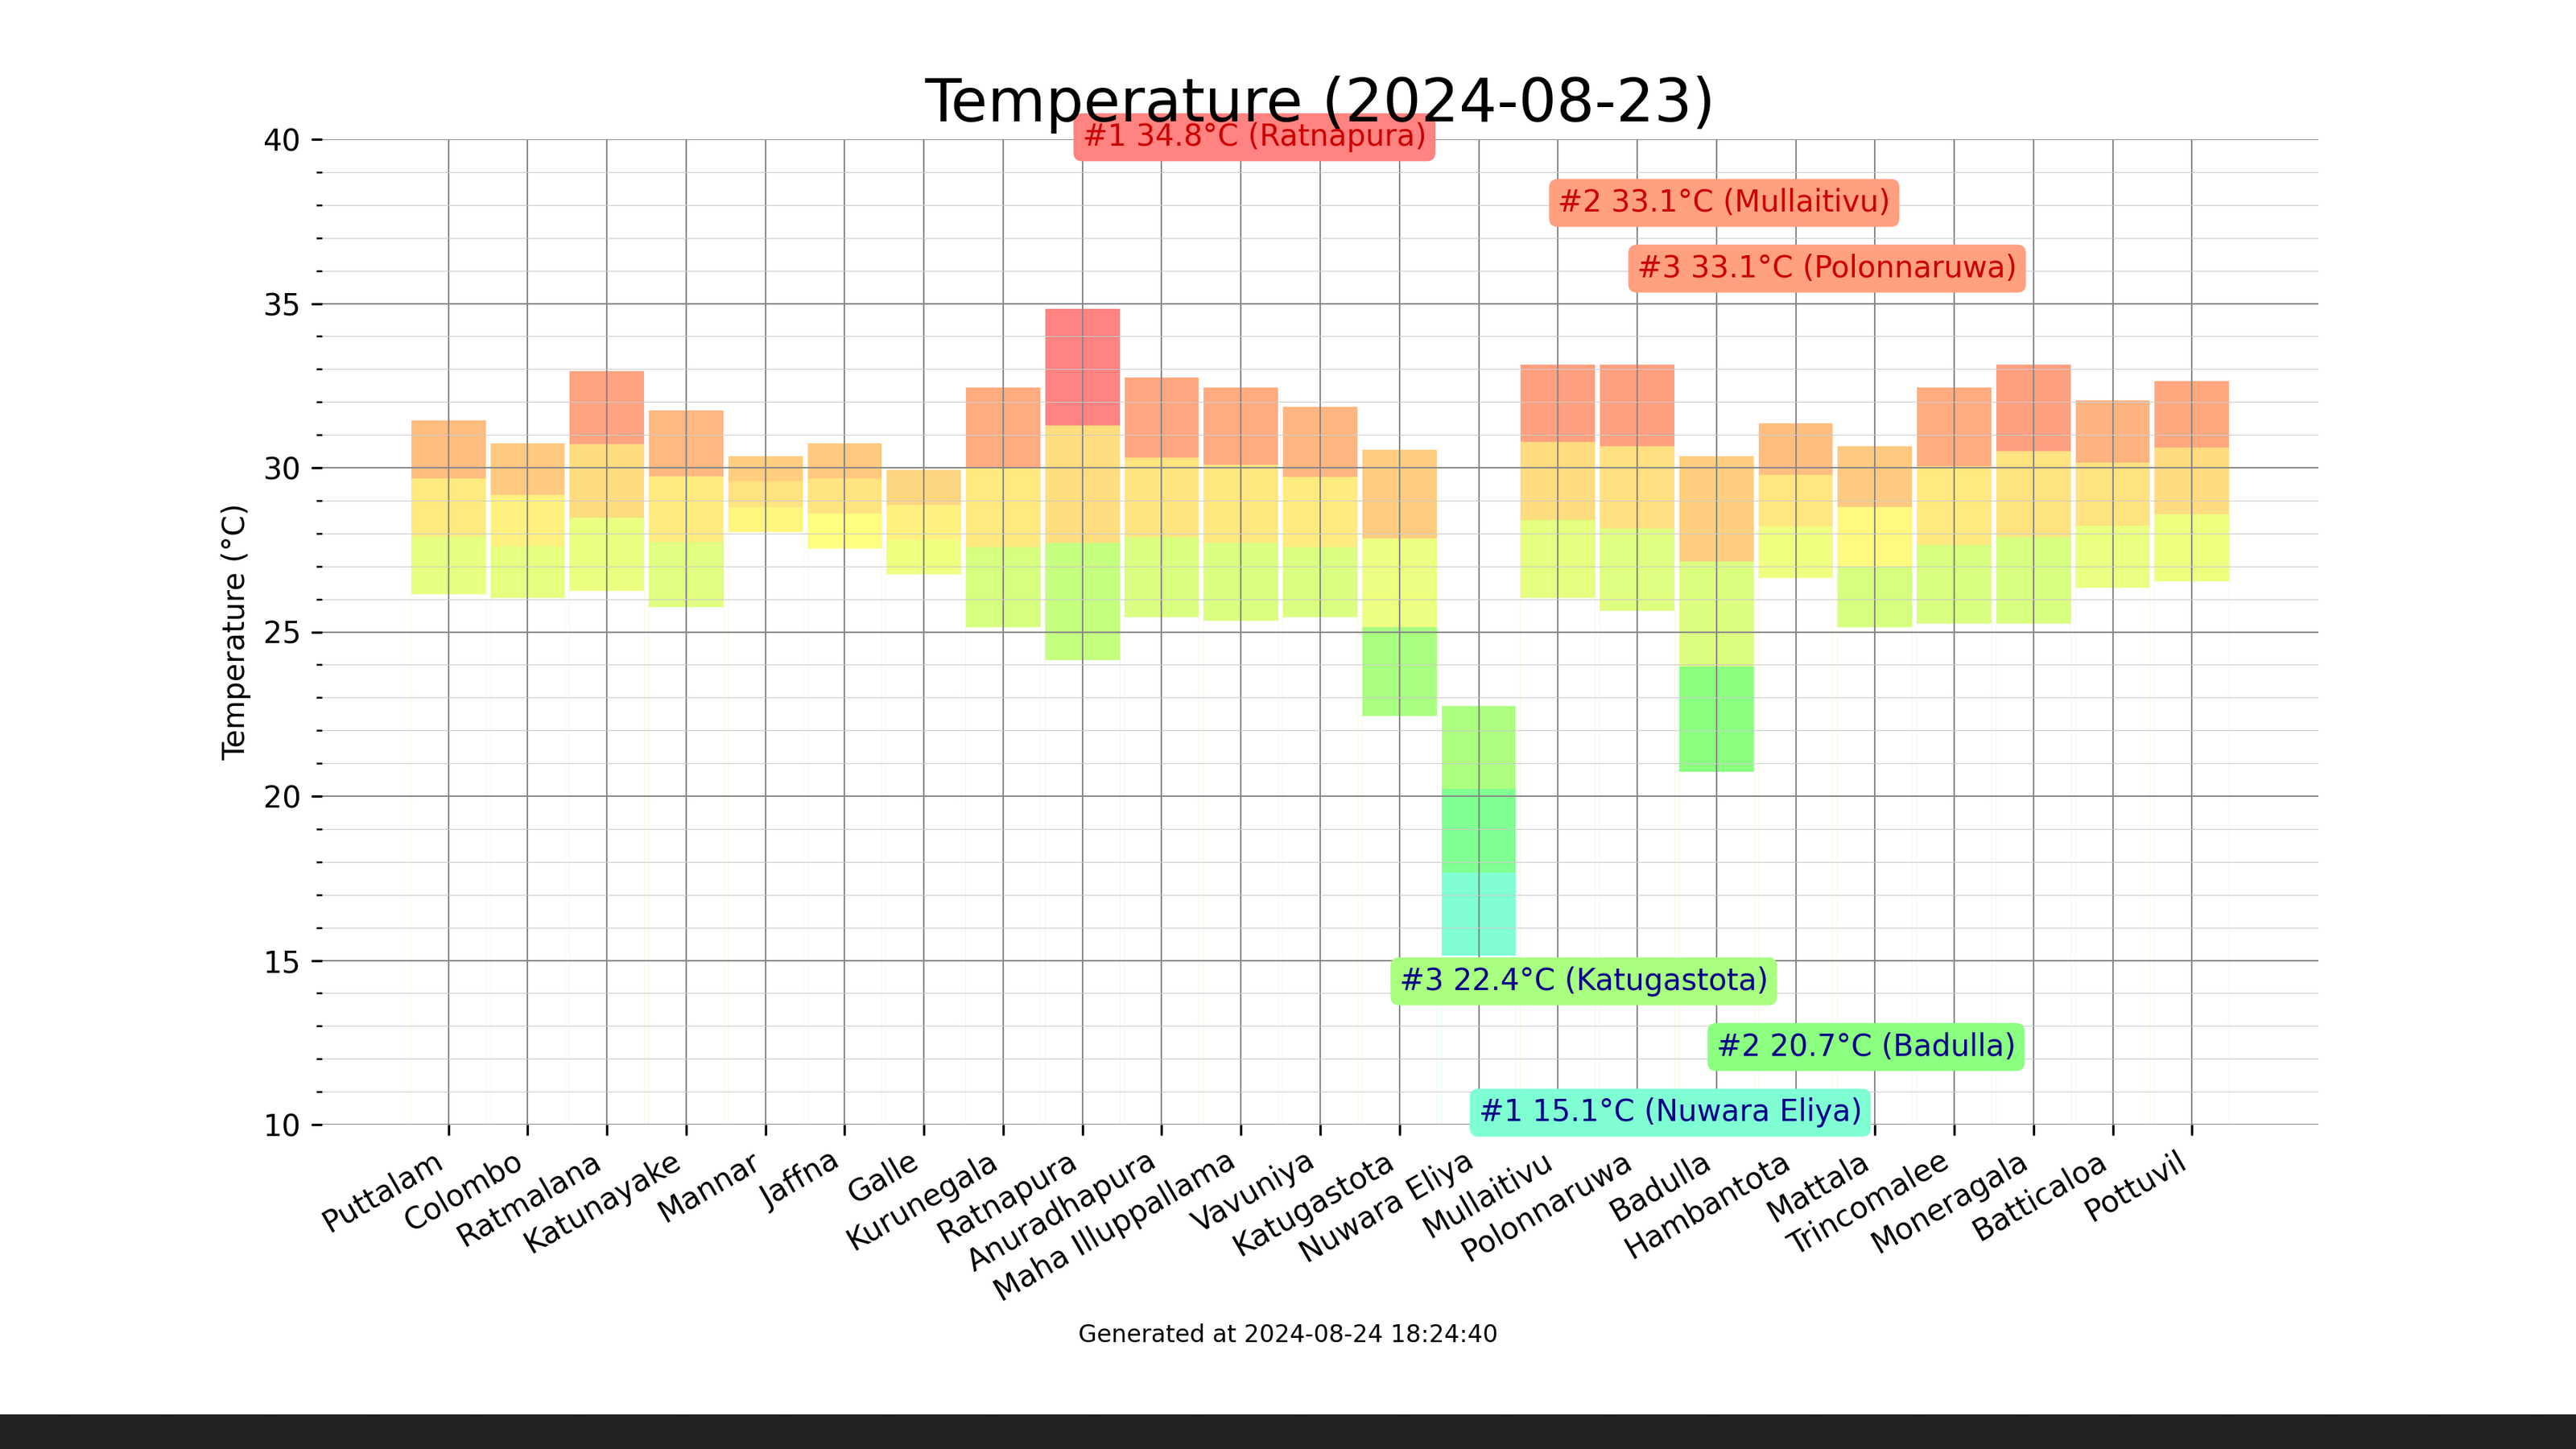 Temperature (2024-08-23)
#1 34.8°C (Ratnapura)
#2 33.1°C (Mullaitivu)
#3 33.1°C (Polonnaruwa)
40
35
30
25
20
15
10
Temperature (°C)
#3 22.4°C (Katugastota)
#2 20.7°C (Badulla)
#1 15.1°C (Nuwara Eliya)
Puttalam
Colombo
Ratmalana
Katunayake
Mannar
Jaffna
Galle
Kurunegala
Ratnapura
Anuradhapura
Maha Illuppallama
Vavuniya
Katugastota
Nuwara Eliya
Mullaitivu
Polonnaruwa
Badulla
Hambantota
Mattala
Trincomalee
Moneragala
Batticaloa
Pottuvil
Generated at 2024-08-24 18:24:40